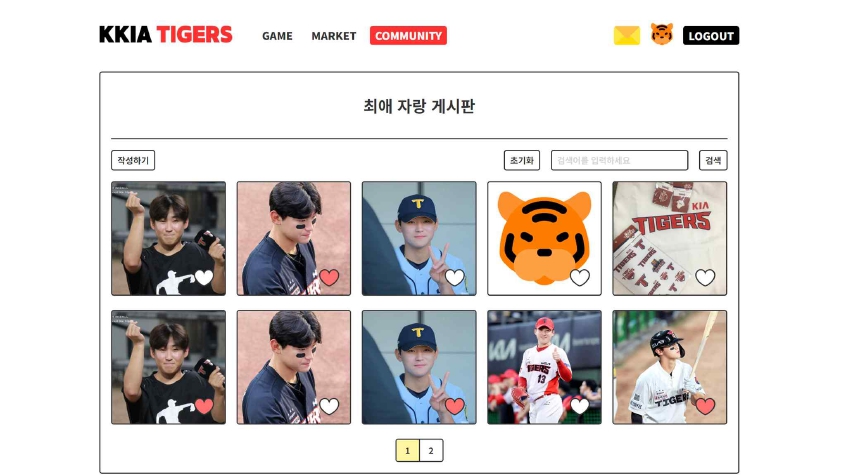 KKIA TIGERS GAME MARKET COMMUNITY LOGOUT
최애 자랑 게시판
작성하기 초기화 검색어를 입력하세요 검색
T
KIA
TIGERS
T
TIGERS
13
TIGERS
1 2